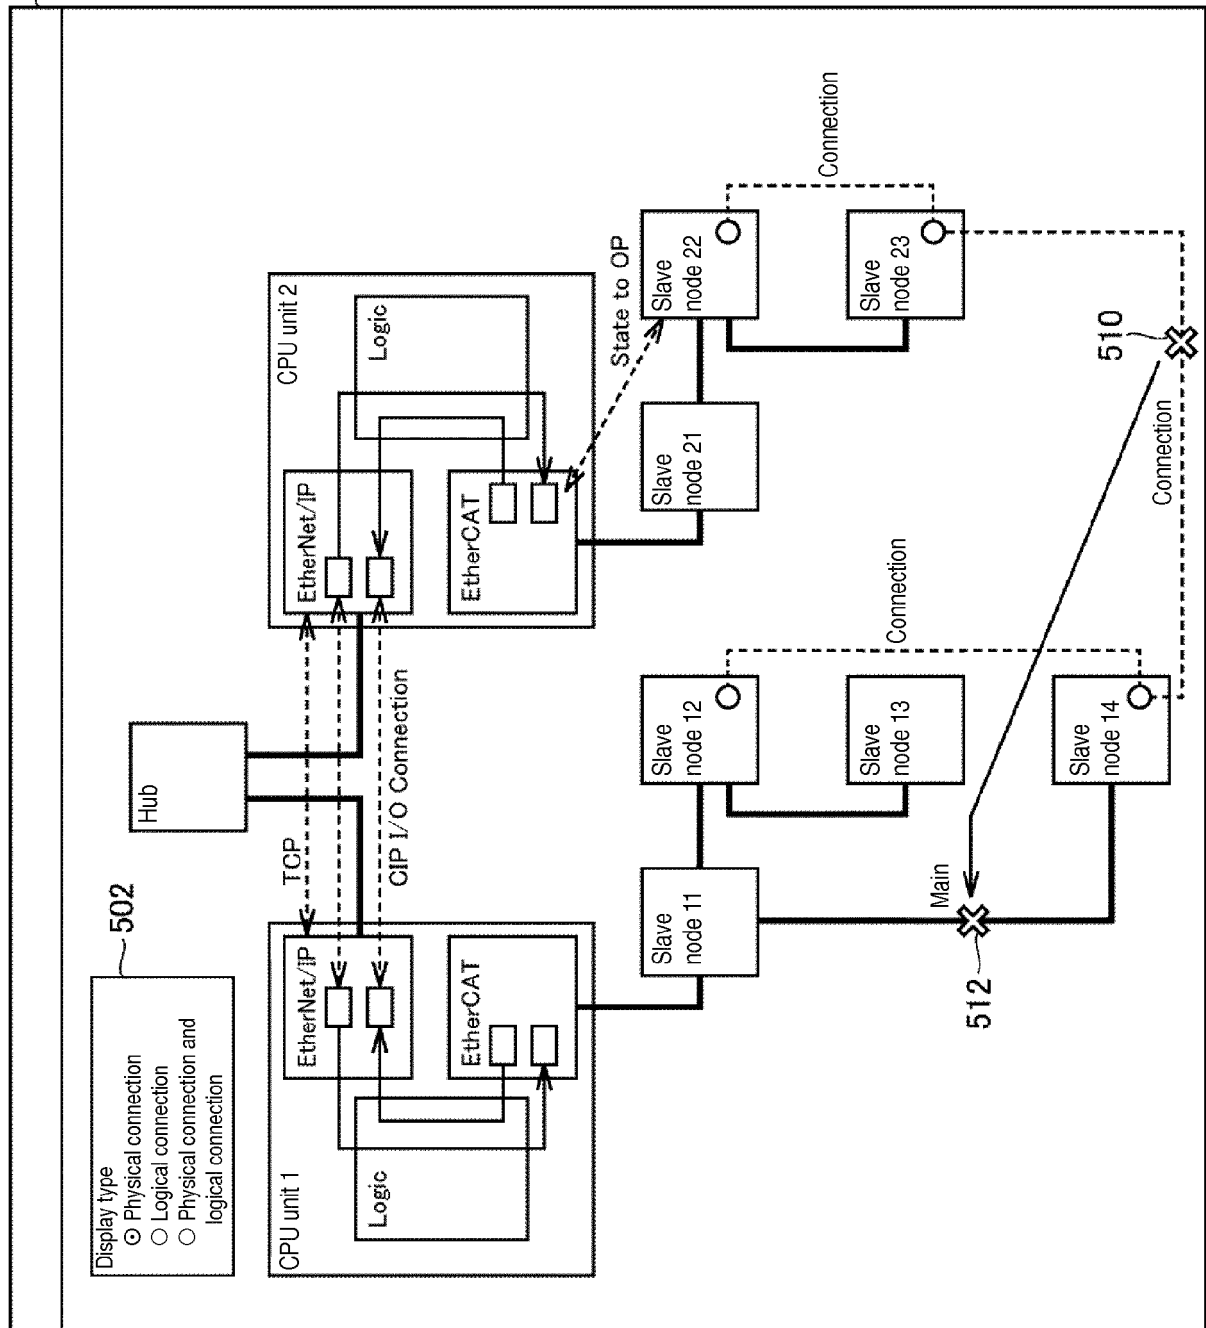 Display type
Physical connection
Logical connection
Physical connection and
logical connection
502
Hub
CPU unit 1
Logic
EtherNet/IP
EtherCAT
TCP
CIP I/O Connection
CPU unit 2
EtherNet/IP
EtherCAT
Logic
State to OP
Slave
node 11
Slave
node 12
Slave
node 13
Slave
node 14
Slave
node 21
Slave
node 22
Slave
node 23
Connection
Connection
Connection
Main
512
510